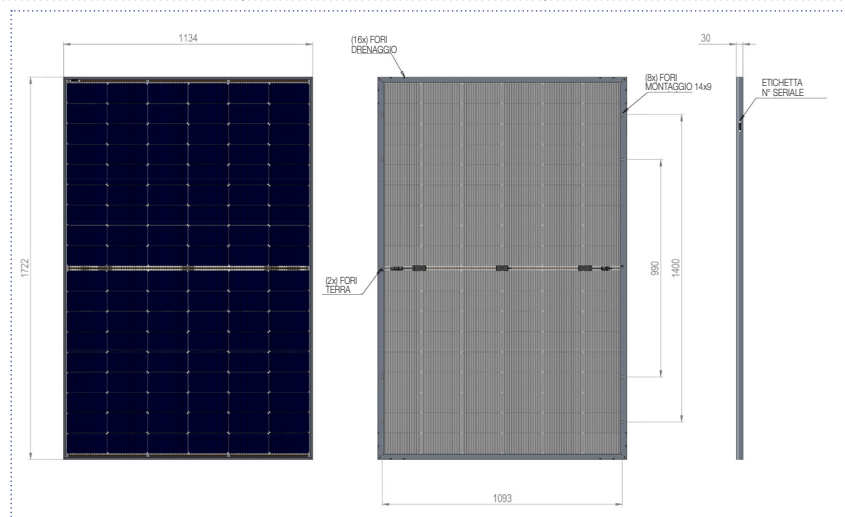 1134
(16x) FORI
DRENAGGIO
30
(8x) FORI
MONTAGGIO 14x9
ETICHETTA
N° SERIALE
1722
990
1400
(2x) FORI
TERRA
1093